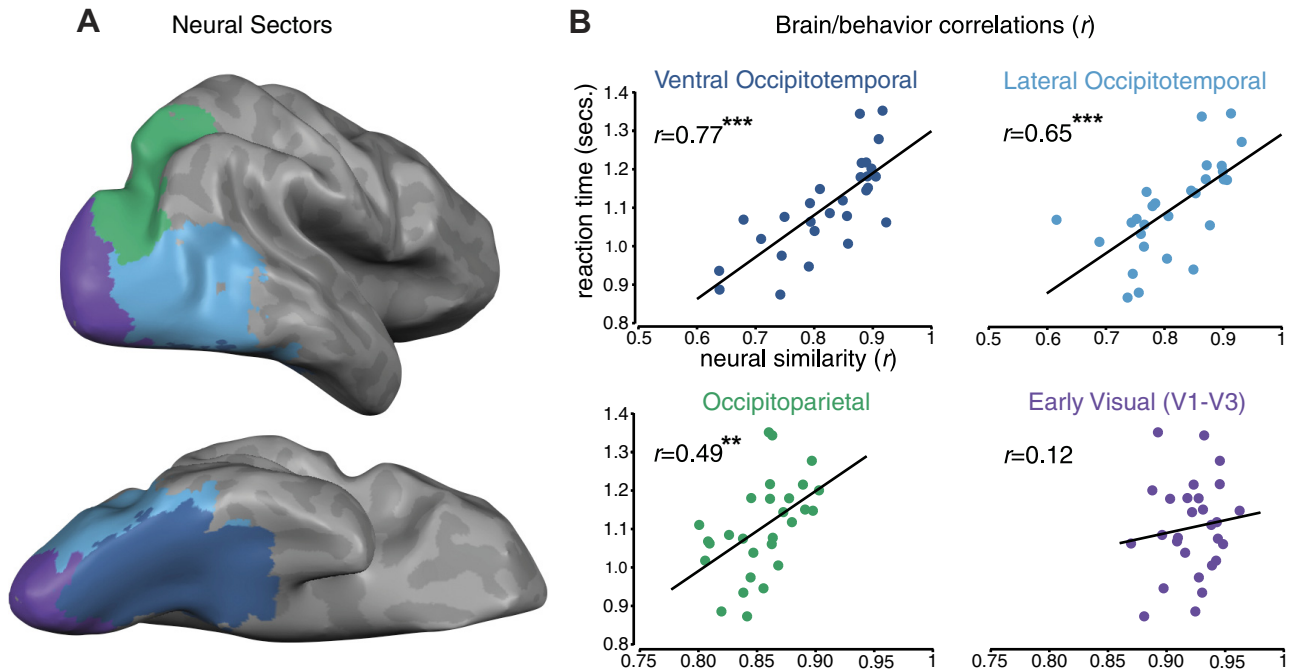 A Neural Sectors
B Brain/behavior correlations (r)
Ventral Occipitotemporal
r=0.77***
reaction time (secs.)
1.4
1.3
1.2
1.1
1.0
0.9
0.8
0.5 0.6 0.7 0.8 0.9 1
neural similarity (r)
Lateral Occipitotemporal
r=0.65***
0.5 0.6 0.7 0.8 0.9 1
Occipitoparietal
r=0.49**
1.4
1.3
1.2
1.1
1.0
0.9
0.8
0.75 0.80 0.85 0.90 0.95 1
Early Visual (V1-V3)
r=0.12
0.75 0.80 0.85 0.90 0.95 1